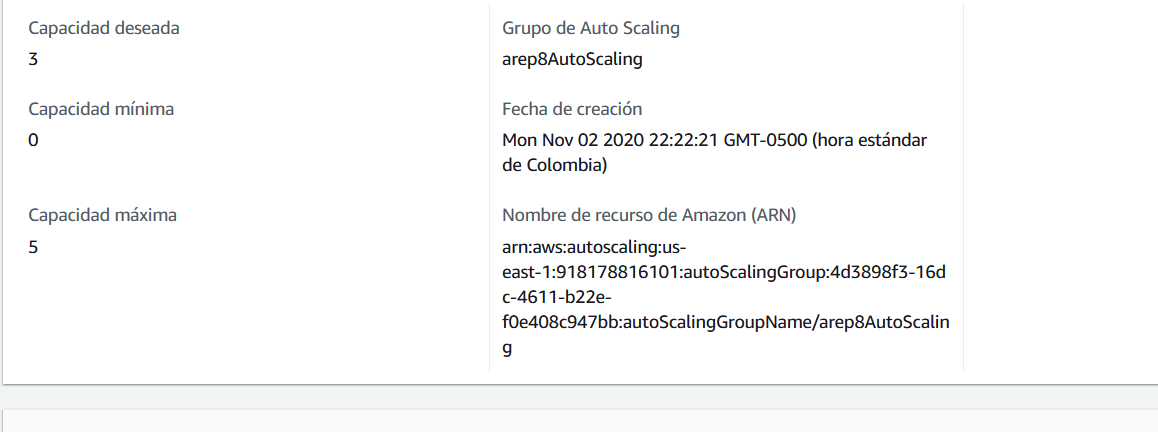 Capacidad deseada
3
Capacidad mínima
0
Capacidad máxima
5
Grupo de Auto Scaling
arep8AutoScaling
Fecha de creación
Mon Nov 02 2020 22:22:21 GMT-0500 (hora estándar
de Colombia)
Nombre de recurso de Amazon (ARN)
arn:aws:autoscaling:us-
east-1:918178816101:autoScalingGroup:4d3898f3-16d
c-4611-b22e-
f0e408c947bb:autoScalingGroupName/arep8AutoScalin
g